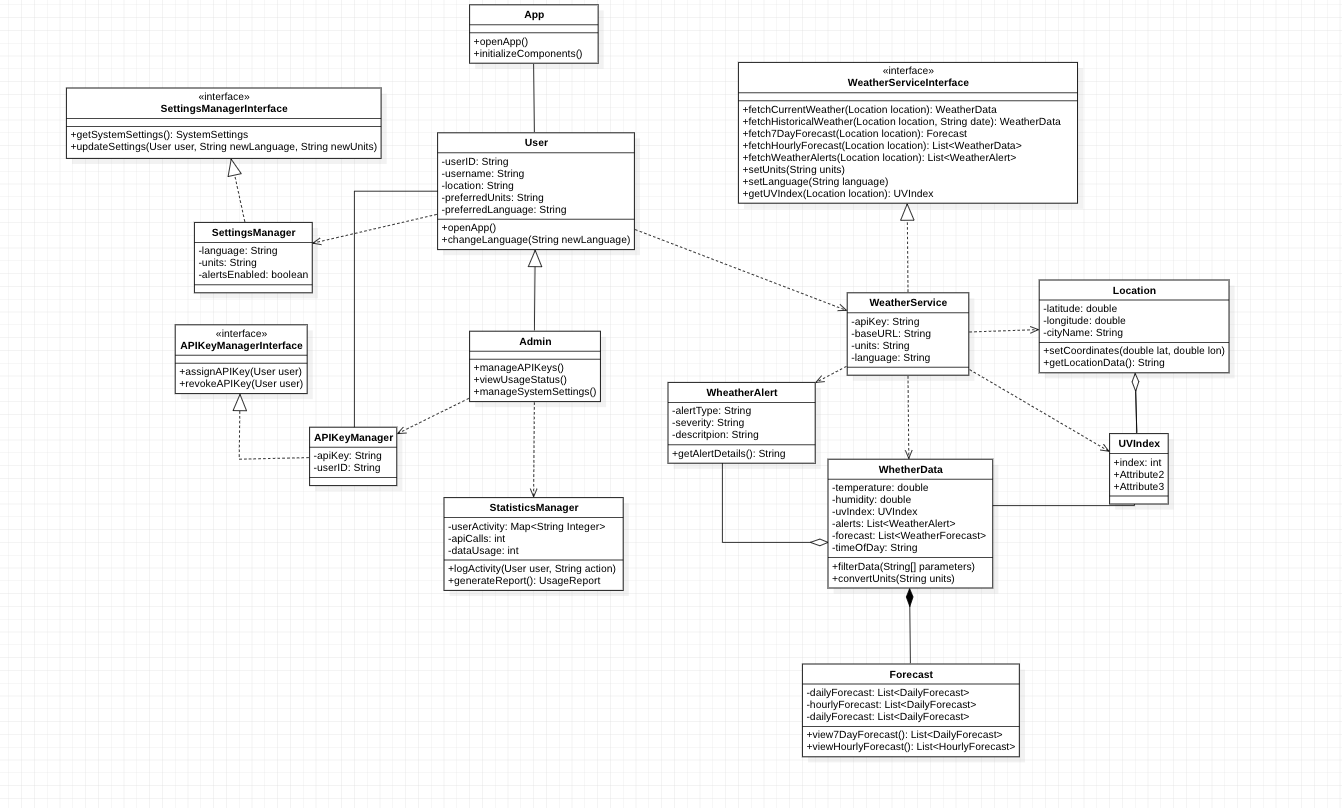 App
+openApp()
+initializeComponents()
«interface»
SettingsManagerInterface
+getSystemSettings(): SystemSettings
+updateSettings(User user, String newLanguage, String newUnits)
«interface»
WeatherServiceInterface
+fetchCurrentWeather(Location location): WeatherData
+fetchHistoricalWeather(Location location, String date): WeatherData
+fetch7DayForecast(Location location): Forecast
+fetchHourlyForecast(Location location): List<WeatherData>
+fetchWeatherAlerts(Location location): List<WeatherAlert>
+setUnits(String units)
+setLanguage(String language)
+getUVIndex(Location location): UVIndex
User
-userID: String
-username: String
-location: String
-preferredUnits: String
-preferredLanguage: String
+openApp()
+changeLanguage(String newLanguage)
SettingsManager
-language: String
-units: String
-alertsEnabled: boolean
WeatherService
-apiKey: String
-baseURL: String
-units: String
-language: String
Location
-latitude: double
-longitude: double
-cityName: String
+setCoordinates(double lat, double lon)
+getLocationData(): String
«interface»
APIKeyManagerInterface
+assignAPIKey(User user)
+revokeAPIKey(User user)
Admin
+manageAPIKeys()
+viewUsageStatus()
+manageSystemSettings()
WheatherAlert
-alertType: String
-severity: String
-descritpion: String
+getAlertDetails(): String
APIKeyManager
-apiKey: String
-userID: String
UVIndex
+index: int
+Attribute2
+Attribute3
WhetherData
-temperature: double
-humidity: double
-uvIndex: UVIndex
-alerts: List<WeatherAlert>
-forecast: List<WeatherForecast>
-timeOfDay: String
+filterData(String[] parameters)
+convertUnits(String units)
StatisticsManager
-userActivity: Map<String Integer>
-apiCalls: int
-dataUsage: int
+logActivity(User user, String action)
+generateReport(): UsageReport
Forecast
-dailyForecast: List<DailyForecast>
-hourlyForecast: List<DailyForecast>
-dailyForecast: List<DailyForecast>
+view7DayForecast(): List<DailyForecast>
+viewHourlyForecast(): List<HourlyForecast>